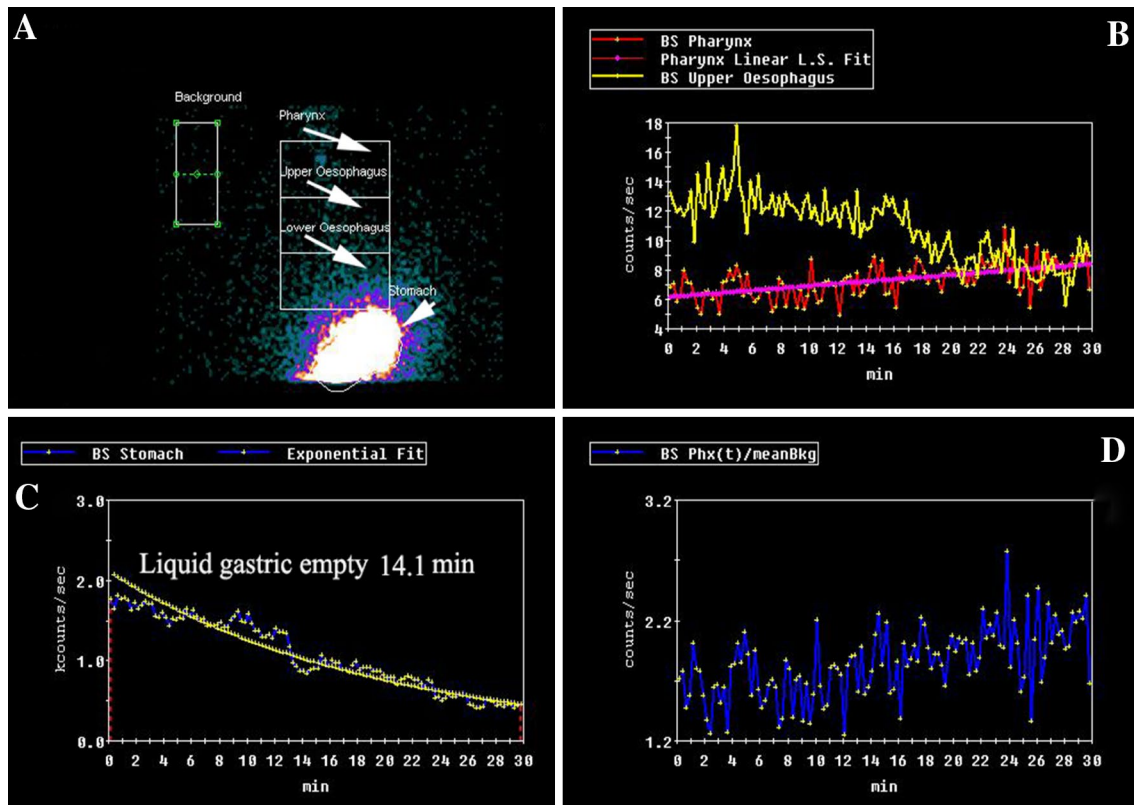 A
Background
Pharynx
Upper Oesophagus
Lower Oesophagus
Stomach
B
BS Pharynx
Pharynx Linear L.S. Fit
BS Upper Oesophagus
18
16
14
12
10
8
6
4
counts/sec
0 2 4 6 8 10 12 14 16 18 20 22 24 26 28 30
min
C
BS Stomach Exponential Fit
3.0
2.0
1.0
0.0
kcounts/sec
Liquid gastric empty 14.1 min
0 2 4 6 8 10 12 14 16 18 20 22 24 26 28 30
min
D
BS Phx(t)/meanBkg
3.2
2.2
1.2
counts/sec
0 2 4 6 8 10 12 14 16 18 20 22 24 26 28 30
min